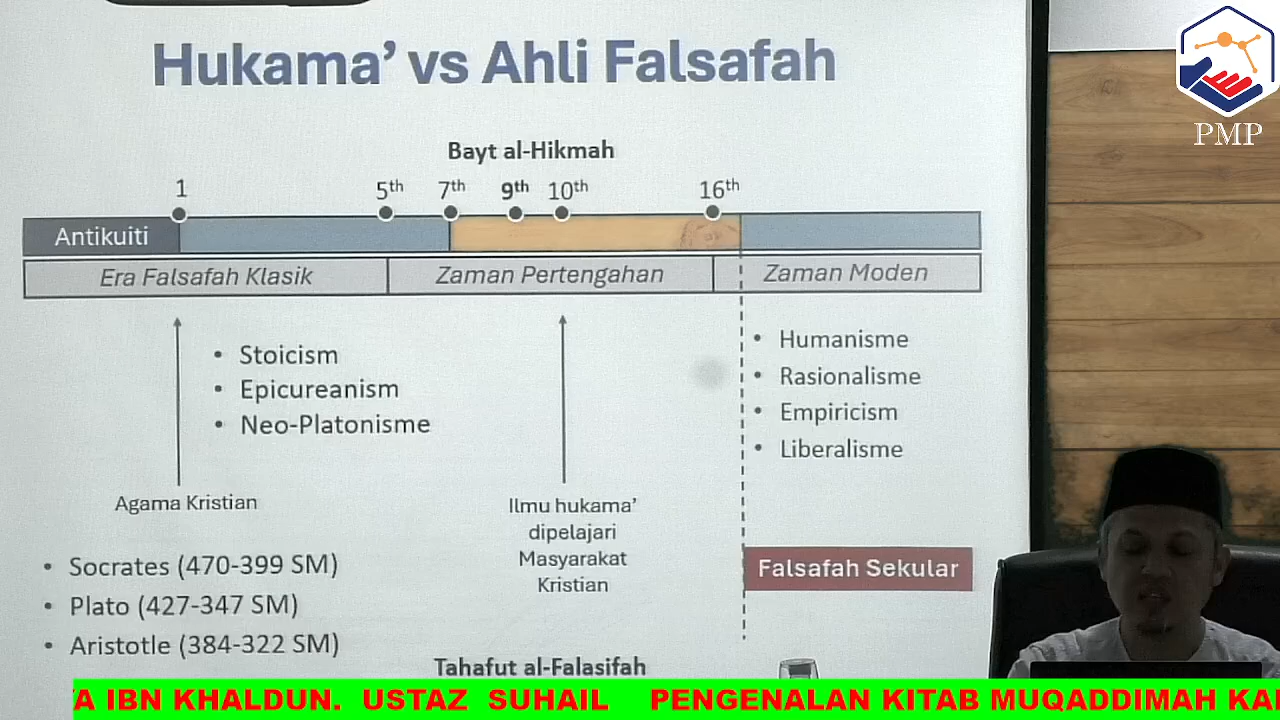 Hukama’ vs Ahli Falsafah
PMP
Bayt al-Hikmah
1 5th 7th 9th 10th 16th
Antikuiti
Era Falsafah Klasik Zaman Pertengahan Zaman Moden
• Stoicism
• Epicureanism
• Neo-Platonisme
• Humanisme
• Rasionalisme
• Empiricism
• Liberalisme
Agama Kristian
Ilmu hukama’
dipelajari
Masyarakat
Kristian
• Socrates (470-399 SM)
• Plato (427-347 SM)
• Aristotle (384-322 SM)
Falsafah Sekular
Tahafut al-Falasifah
IBN KHALDUN. USTAZ SUHAIL PENGENALAN KITAB MUQADDIMAH